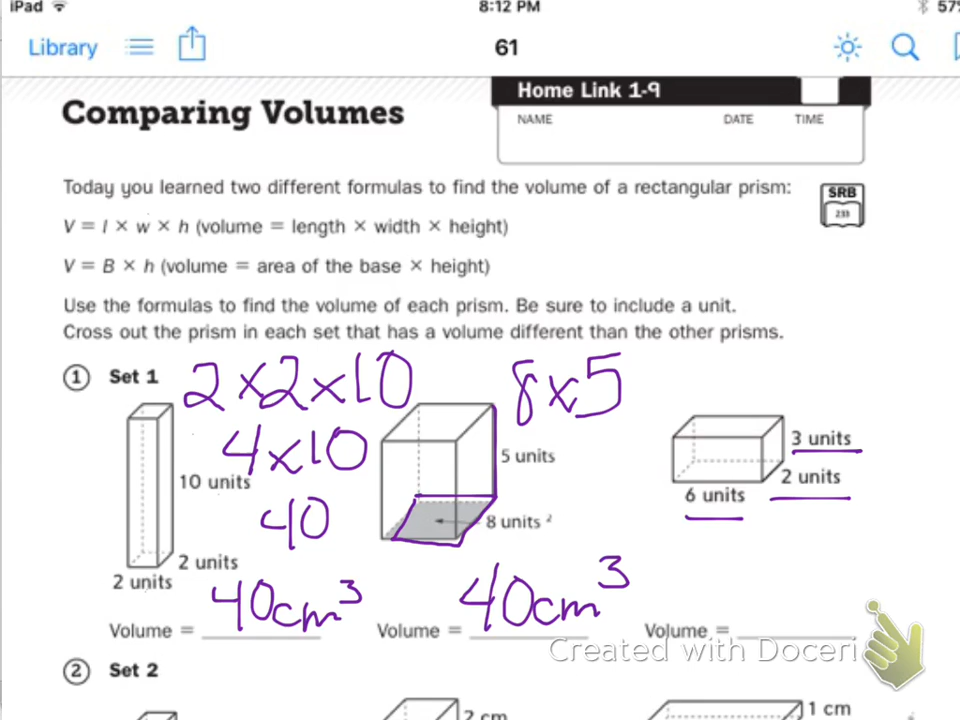 iPad 8:12 PM 57%
Library 61
Home Link 1-9
Comparing Volumes
NAME DATE TIME
Today you learned two different formulas to find the volume of a rectangular prism:
SRB
233
V = l × w × h (volume = length × width × height)
V = B × h (volume = area of the base × height)
Use the formulas to find the volume of each prism. Be sure to include a unit.
Cross out the prism in each set that has a volume different than the other prisms.
1 Set 1 2×2×10 8×5
4×10 3 units
10 units 5 units 2 units
6 units
40 8 units ²
2 units
2 units
40cm³ 40cm³
Volume = Volume = Volume =
Created with Doceri
2 Set 2
2 cm 1 cm